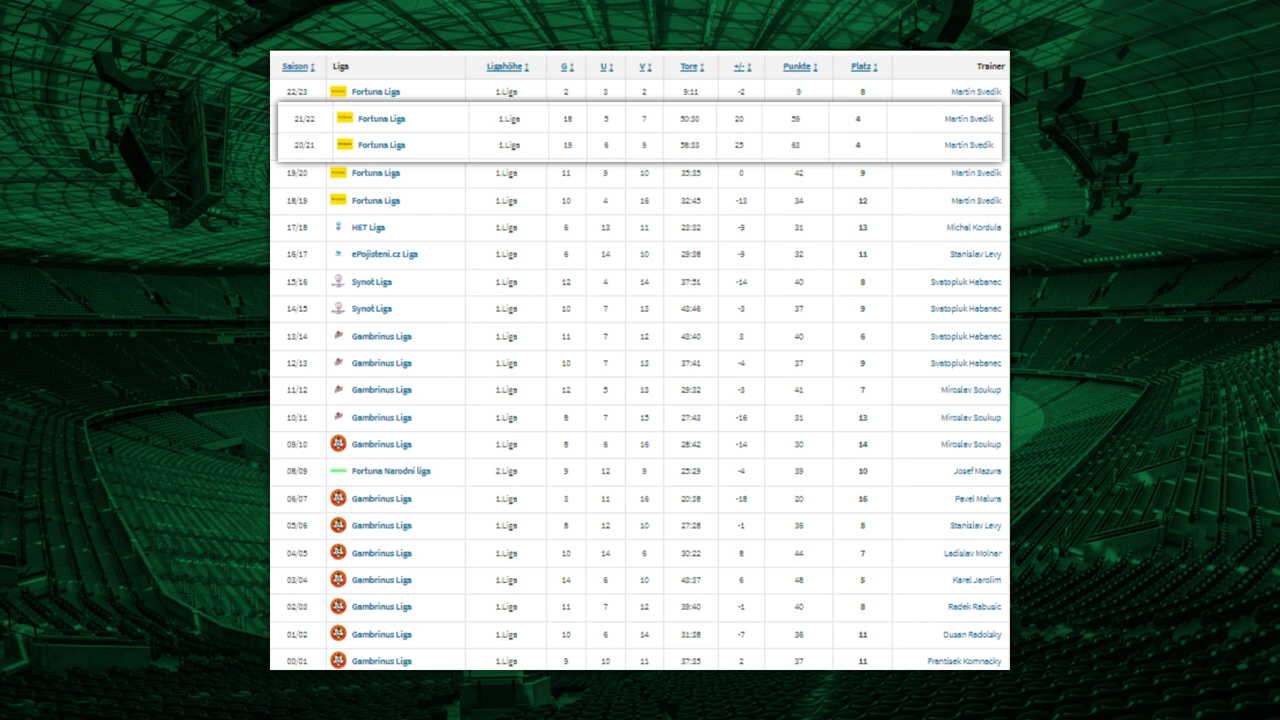 Saison Liga Ligahöhe G U V Tore +/- Punkte Platz Trainer
22/23 Fortuna Liga 1.Liga 2 3 2 9:11 -2 9 8 Martin Svedik
21/22 Fortuna Liga 1.Liga 18 5 7 50:30 20 59 4 Martin Svedik
20/21 Fortuna Liga 1.Liga 19 6 9 58:33 25 63 4 Martin Svedik
19/20 Fortuna Liga 1.Liga 11 9 10 35:35 0 42 9 Martin Svedik
18/19 Fortuna Liga 1.Liga 10 4 16 32:45 -13 34 12 Martin Svedik
17/18 HET Liga 1.Liga 6 13 11 23:32 -9 31 13 Michal Kordula
16/17 ePojisteni.cz Liga 1.Liga 6 14 10 29:38 -9 32 11 Stanislav Levy
15/16 Synot Liga 1.Liga 12 4 14 37:51 -14 40 8 Svatopluk Habanec
14/15 Synot Liga 1.Liga 10 7 13 43:46 -3 37 9 Svatopluk Habanec
13/14 Gambrinus Liga 1.Liga 11 7 12 43:40 3 40 6 Svatopluk Habanec
12/13 Gambrinus Liga 1.Liga 10 7 13 37:41 -4 37 9 Svatopluk Habanec
11/12 Gambrinus Liga 1.Liga 12 5 13 29:32 -3 41 7 Miroslav Soukup
10/11 Gambrinus Liga 1.Liga 8 7 15 27:43 -16 31 13 Miroslav Soukup
09/10 Gambrinus Liga 1.Liga 8 6 16 28:42 -14 30 14 Miroslav Soukup
08/09 Fortuna Narodni liga 2.Liga 9 12 9 25:29 -4 39 10 Josef Mazura
06/07 Gambrinus Liga 1.Liga 3 11 16 20:38 -18 20 16 Pavel Malura
05/06 Gambrinus Liga 1.Liga 8 12 10 27:28 -1 36 8 Stanislav Levy
04/05 Gambrinus Liga 1.Liga 10 14 6 30:22 8 44 7 Ladislav Molnar
03/04 Gambrinus Liga 1.Liga 14 6 10 43:37 6 48 5 Karel Jarolim
02/03 Gambrinus Liga 1.Liga 11 7 12 39:40 -1 40 8 Radek Rabusic
01/02 Gambrinus Liga 1.Liga 10 6 14 31:38 -7 36 11 Dusan Radolsky
00/01 Gambrinus Liga 1.Liga 9 10 11 37:35 2 37 11 Frantisek Komnacky